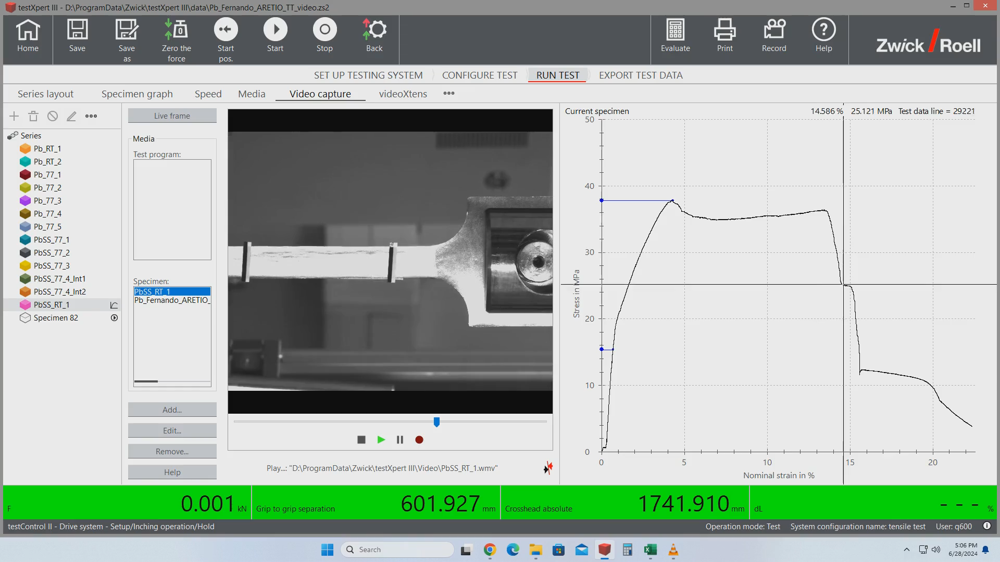 testXpert III - D:\ProgramData\Zwick\testXpert III\data\Pb_Fernando_ARETIO_TT_video.zs2
Home
Save
Save as
Zero the force
Start pos.
Start
Stop
Back
Evaluate
Print
Record
Help
Zwick / Roell
SET UP TESTING SYSTEM
CONFIGURE TEST
RUN TEST
EXPORT TEST DATA
Series layout
Specimen graph
Speed
Media
Video capture
videoXtens
Series
Pb_RT_1
Pb_RT_2
Pb_77_1
Pb_77_2
Pb_77_3
Pb_77_4
Pb_77_5
PbSS_77_1
PbSS_77_2
PbSS_77_3
PbSS_77_4_Int1
PbSS_77_4_Int2
PbSS_RT_1
Specimen 82
Live frame
Media
Test program:
Specimen:
PbSS_RT_1
Pb_Fernando_ARETIO_
Add...
Edit...
Remove...
Help
Play...: "D:\ProgramData\Zwick\testXpert III\Video\PbSS_RT_1.wmv"
Current specimen
14.586 % 25.121 MPa Test data line = 29221
50
40
30
20
10
0
Stress in MPa
0 5 10 15 20
Nominal strain in %
F 0.001 kN
Grip to grip separation 601.927 mm
Crosshead absolute 1741.910 mm
dL - - - %
testControl II - Drive system - Setup/Inching operation/Hold
Operation mode: Test System configuration name: tensile test User: q600
Search
5:06 PM
6/28/2024